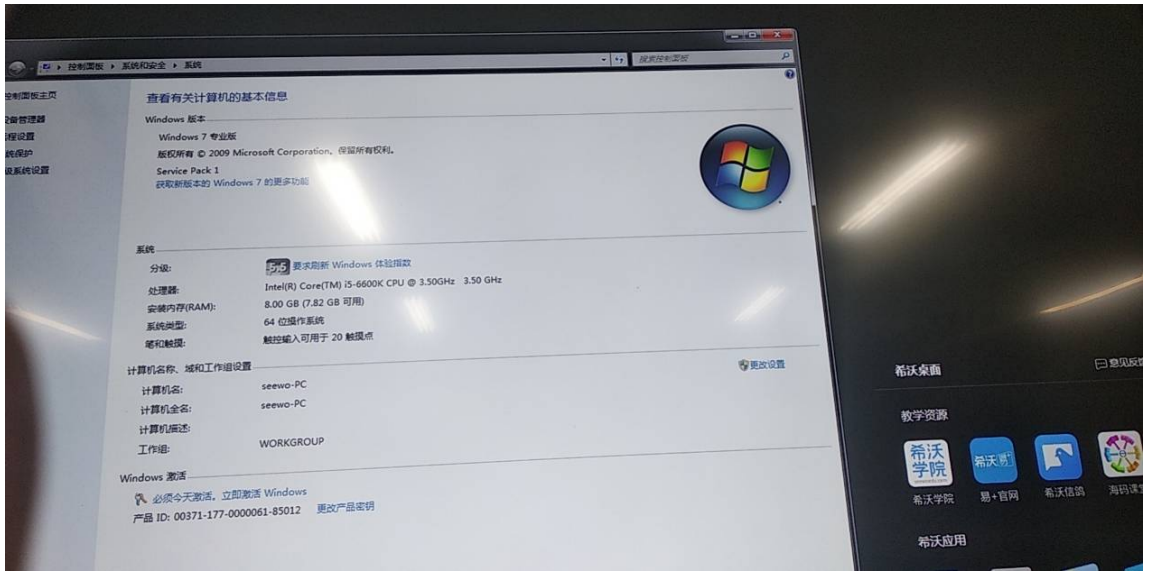 控制面板 ▸ 系统和安全 ▸ 系统
搜索控制面板
控制面板主页
设备管理器
程设置
统保护
级系统设置
查看有关计算机的基本信息
Windows 版本
Windows 7 专业版
版权所有 © 2009 Microsoft Corporation。保留所有权利。
Service Pack 1
获取新版本的 Windows 7 的更多功能
系统
分级:
5.5 要求刷新 Windows 体验指数
处理器: Intel(R) Core(TM) i5-6600K CPU @ 3.50GHz 3.50 GHz
安装内存(RAM): 8.00 GB (7.82 GB 可用)
系统类型: 64 位操作系统
笔和触摸: 触控输入可用于 20 触摸点
计算机名称、域和工作组设置
更改设置
计算机名: seewo-PC
计算机全名: seewo-PC
计算机描述:
工作组: WORKGROUP
Windows 激活
必须今天激活。立即激活 Windows
产品 ID: 00371-177-0000061-85012 更改产品密钥
希沃桌面
意见反馈
教学资源
希沃
学院
希沃易+
希沃学院
易+官网
希沃信鸽
海码课堂
希沃应用